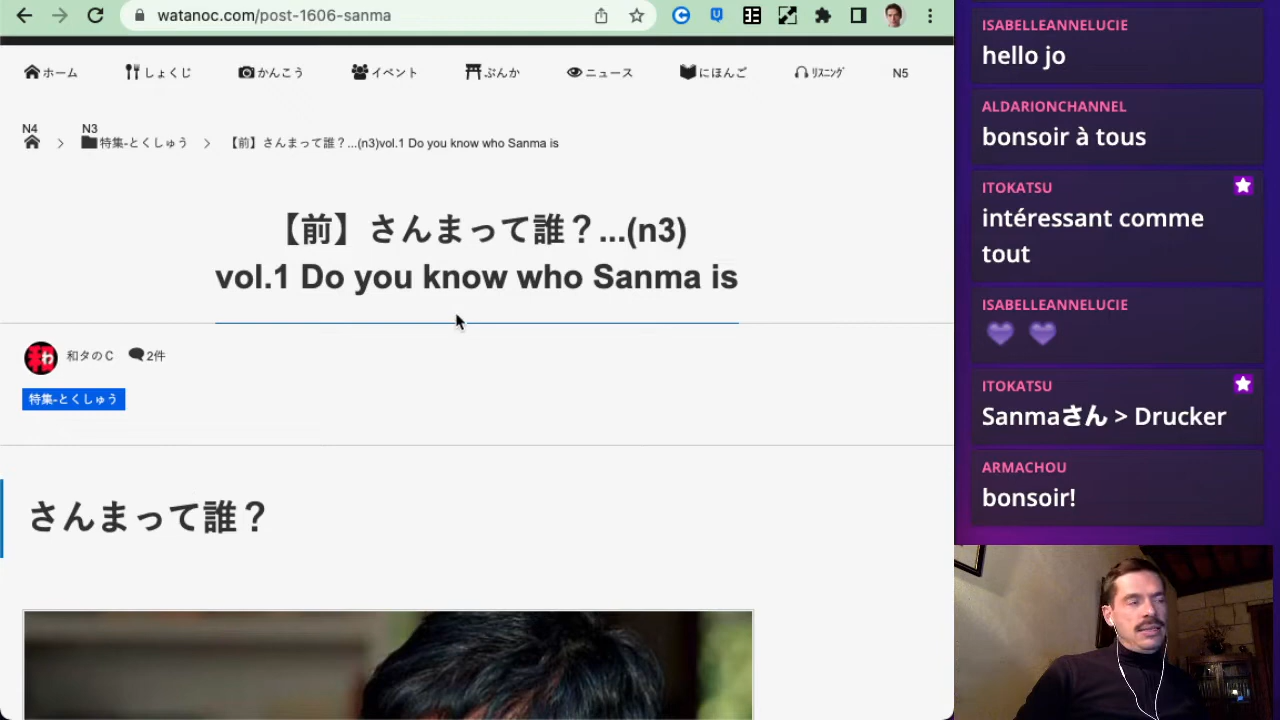 watanoc.com/post-1606-sanma
ホーム しょくじ かんこう イベント ぶんか ニュース にほんご リスニング N5
N4 N3
特集-とくしゅう 【前】さんまって誰？...(n3)vol.1 Do you know who Sanma is
【前】さんまって誰？...(n3)
vol.1 Do you know who Sanma is
和タのC 2件
特集-とくしゅう
さんまって誰？
ISABELLEANNELUCIE
hello jo
ALDARIONCHANNEL
bonsoir à tous
ITOKATSU
intéressant comme
tout
ISABELLEANNELUCIE
ITOKATSU
Sanmaさん > Drucker
ARMACHOU
bonsoir!